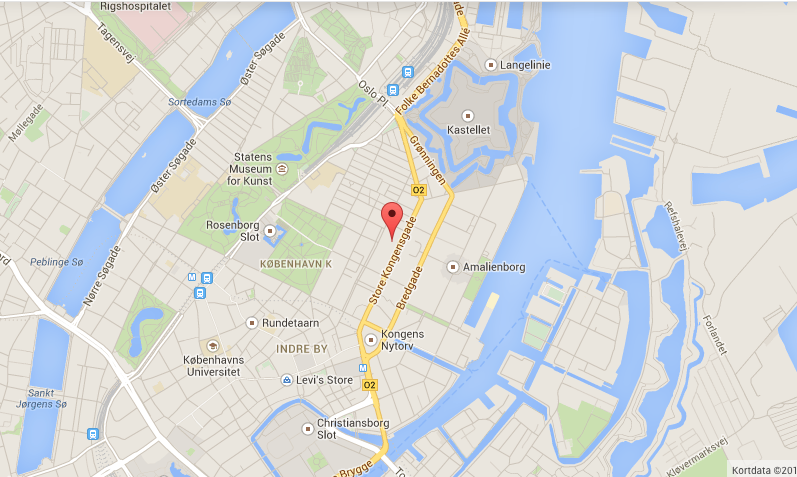 Rigshospitalet
Tagensvej
Øster Søgade
Sortedams Sø
Møllegade
Øster Søgade
Oslo Pl.
Folke Bernadottes Allé
Langelinie
Kastellet
Grønningen
Statens
Museum
for Kunst
O2
Rosenborg
Slot
Store Kongensgade
Refshalevej
Peblinge Sø
Nørre Søgade
KØBENHAVN K
Amalienborg
Bredgade
M
Rundetaarn
Kongens
Nytorv
Forlandet
INDRE BY
Københavns
Universitet
M
Levi's Store
O2
Sankt
Jørgens Sø
Christiansborg
Slot
Kløvermarksvej
Brygge
Kortdata ©201